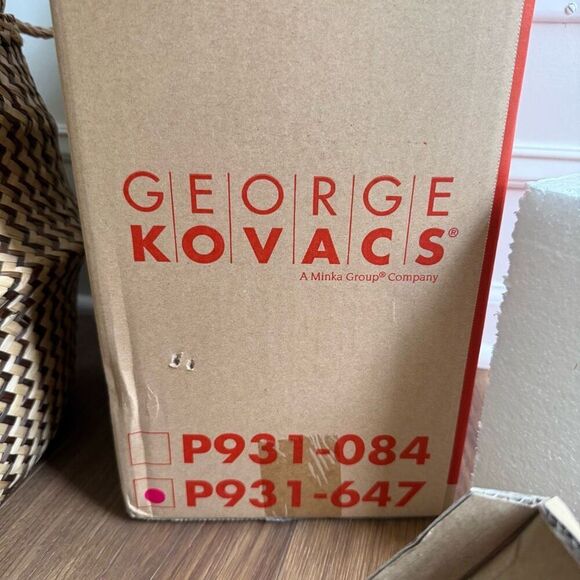 GEORGE
KOVACS®
A Minka Group® Company
P931-084
P931-647